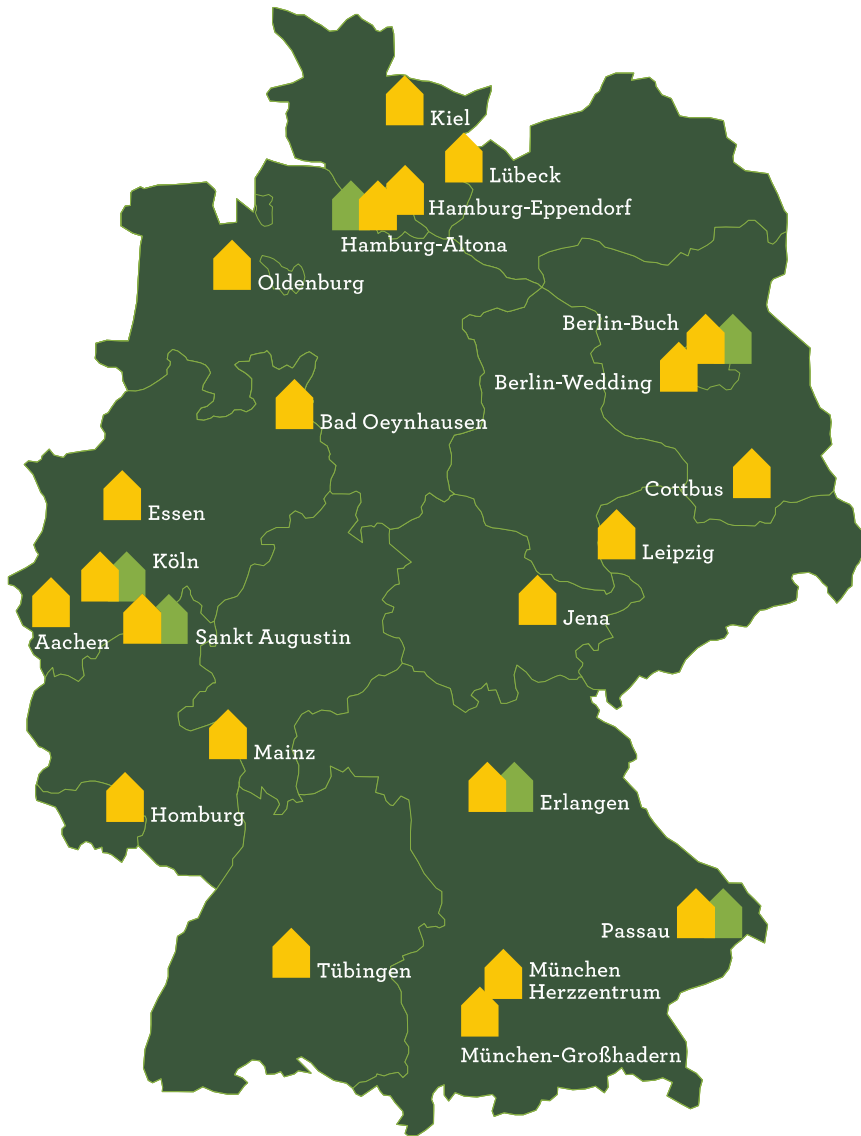 Kiel
Lübeck
Hamburg-Eppendorf
Hamburg-Altona
Oldenburg
Berlin-Buch
Berlin-Wedding
Bad Oeynhausen
Cottbus
Essen
Leipzig
Köln
Jena
Aachen
Sankt Augustin
Mainz
Erlangen
Homburg
Passau
Tübingen
München
Herzzentrum
München-Großhadern